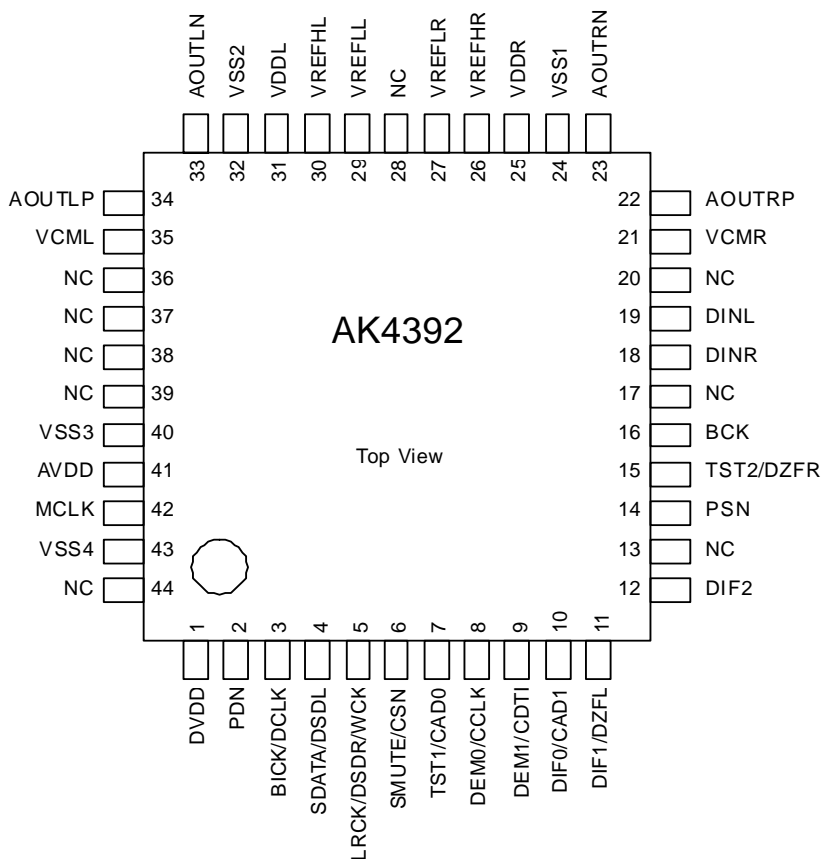 AOUTLN
VSS2
VDDL
VREFHL
VREFLL
NC
VREFLR
VREFHR
VDDR
VSS1
AOUTRN
33
32
31
30
29
28
27
26
25
24
23
AOUTLP 34
VCML 35
NC 36
NC 37
NC 38
NC 39
VSS3 40
AVDD 41
MCLK 42
VSS4 43
NC 44
AK4392
Top View
22 AOUTRP
21 VCMR
20 NC
19 DINL
18 DINR
17 NC
16 BCK
15 TST2/DZFR
14 PSN
13 NC
12 DIF2
1
2
3
4
5
6
7
8
9
10
11
DVDD
PDN
BICK/DCLK
SDATA/DSDL
LRCK/DSDR/WCK
SMUTE/CSN
TST1/CAD0
DEM0/CCLK
DEM1/CDTI
DIF0/CAD1
DIF1/DZFL